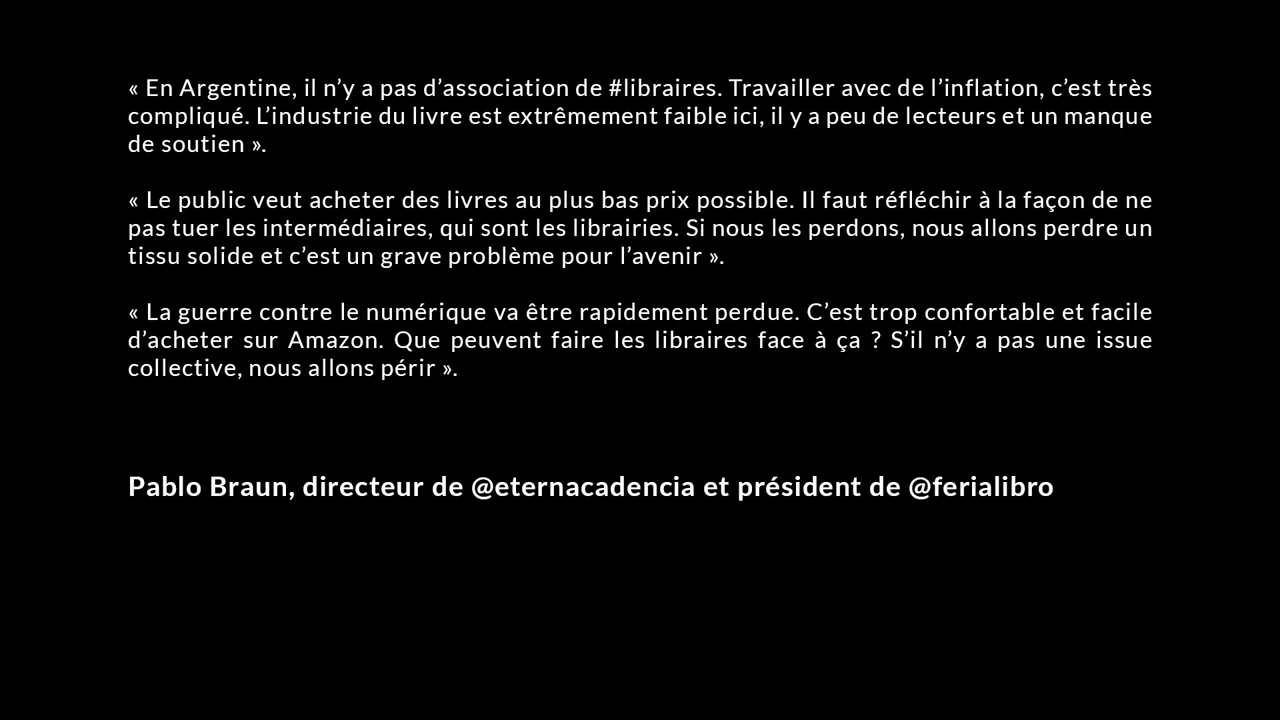 « En Argentine, il n’y a pas d’association de #libraires. Travailler avec de l’inflation, c’est très
compliqué. L’industrie du livre est extrêmement faible ici, il y a peu de lecteurs et un manque
de soutien ».
« Le public veut acheter des livres au plus bas prix possible. Il faut réfléchir à la façon de ne
pas tuer les intermédiaires, qui sont les librairies. Si nous les perdons, nous allons perdre un
tissu solide et c’est un grave problème pour l’avenir ».
« La guerre contre le numérique va être rapidement perdue. C’est trop confortable et facile
d’acheter sur Amazon. Que peuvent faire les libraires face à ça ? S’il n’y a pas une issue
collective, nous allons périr ».
Pablo Braun, directeur de @eternacadencia et président de @ferialibro